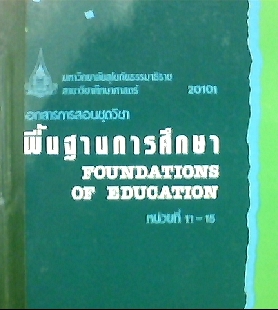 มหาวิทยาลัยสุโขทัยธรรมาธิราช
สาขาวิชาศึกษาศาสตร์ 20101
เอกสารการสอนชุดวิชา
พื้นฐานการศึกษา
FOUNDATIONS
OF EDUCATION
หน่วยที่ 11 - 15